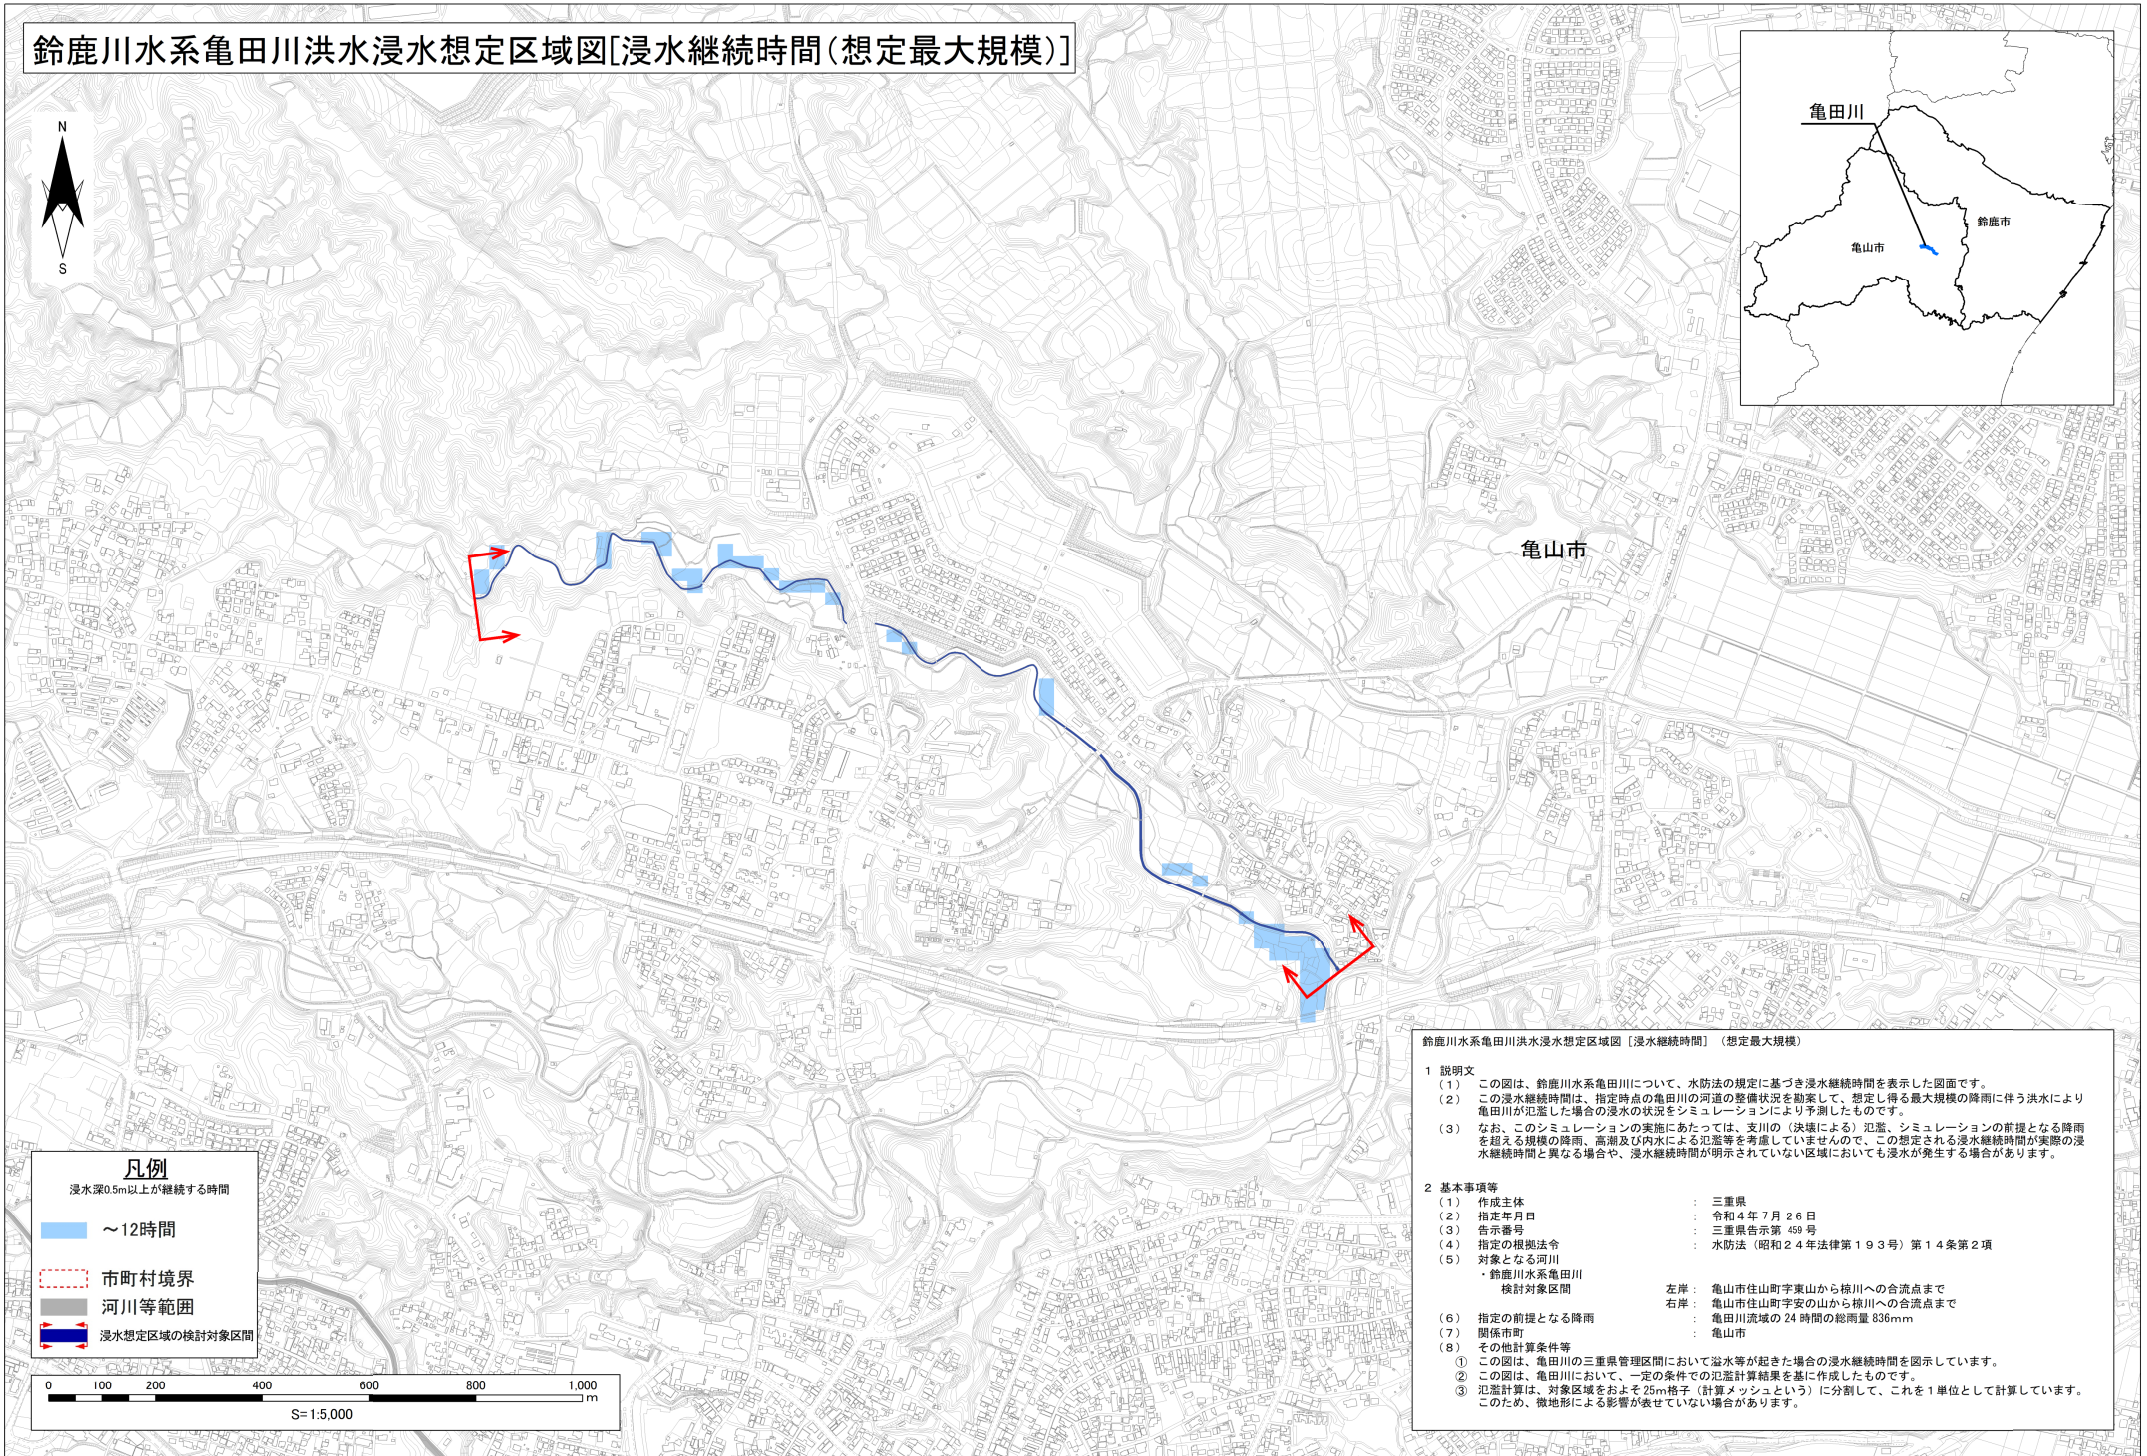 鈴鹿川水系亀田川洪水浸水想定区域図[浸水継続時間(想定最大規模)]
N
S
亀田川
鈴鹿市
亀山市
亀山市
凡例
浸水深0.5m以上が継続する時間
～12時間
市町村境界
河川等範囲
浸水想定区域の検討対象区間
0 100 200 400 600 800 1,000
m
S=1:5,000
鈴鹿川水系亀田川洪水浸水想定区域図［浸水継続時間］（想定最大規模）
1 説明文
（１） この図は、鈴鹿川水系亀田川について、水防法の規定に基づき浸水継続時間を表示した図面です。
（２） この浸水継続時間は、指定時点の亀田川の河道の整備状況を勘案して、想定し得る最大規模の降雨に伴う洪水により
亀田川が氾濫した場合の浸水の状況をシミュレーションにより予測したものです。
（３） なお、このシミュレーションの実施にあたっては、支川の（決壊による）氾濫、シミュレーションの前提となる降雨
を超える規模の降雨、高潮及び内水による氾濫等を考慮していませんので、この想定される浸水継続時間が実際の浸
水継続時間と異なる場合や、浸水継続時間が明示されていない区域においても浸水が発生する場合があります。
2 基本事項等
（１） 作成主体 ： 三重県
（２） 指定年月日 ： 令和４年７月２６日
（３） 告示番号 ： 三重県告示第 459 号
（４） 指定の根拠法令 ： 水防法（昭和２４年法律第１９３号）第１４条第２項
（５） 対象となる河川
・鈴鹿川水系亀田川
検討対象区間 左岸： 亀山市住山町字東山から椋川への合流点まで
右岸： 亀山市住山町字安の山から椋川への合流点まで
（６） 指定の前提となる降雨 ： 亀田川流域の 24 時間の総雨量 836mm
（７） 関係市町 ： 亀山市
（８） その他計算条件等
① この図は、亀田川の三重県管理区間において溢水等が起きた場合の浸水継続時間を図示しています。
② この図は、亀田川において、一定の条件での氾濫計算結果を基に作成したものです。
③ 氾濫計算は、対象区域をおよそ25m格子（計算メッシュという）に分割して、これを１単位として計算しています。
このため、微地形による影響が表せていない場合があります。